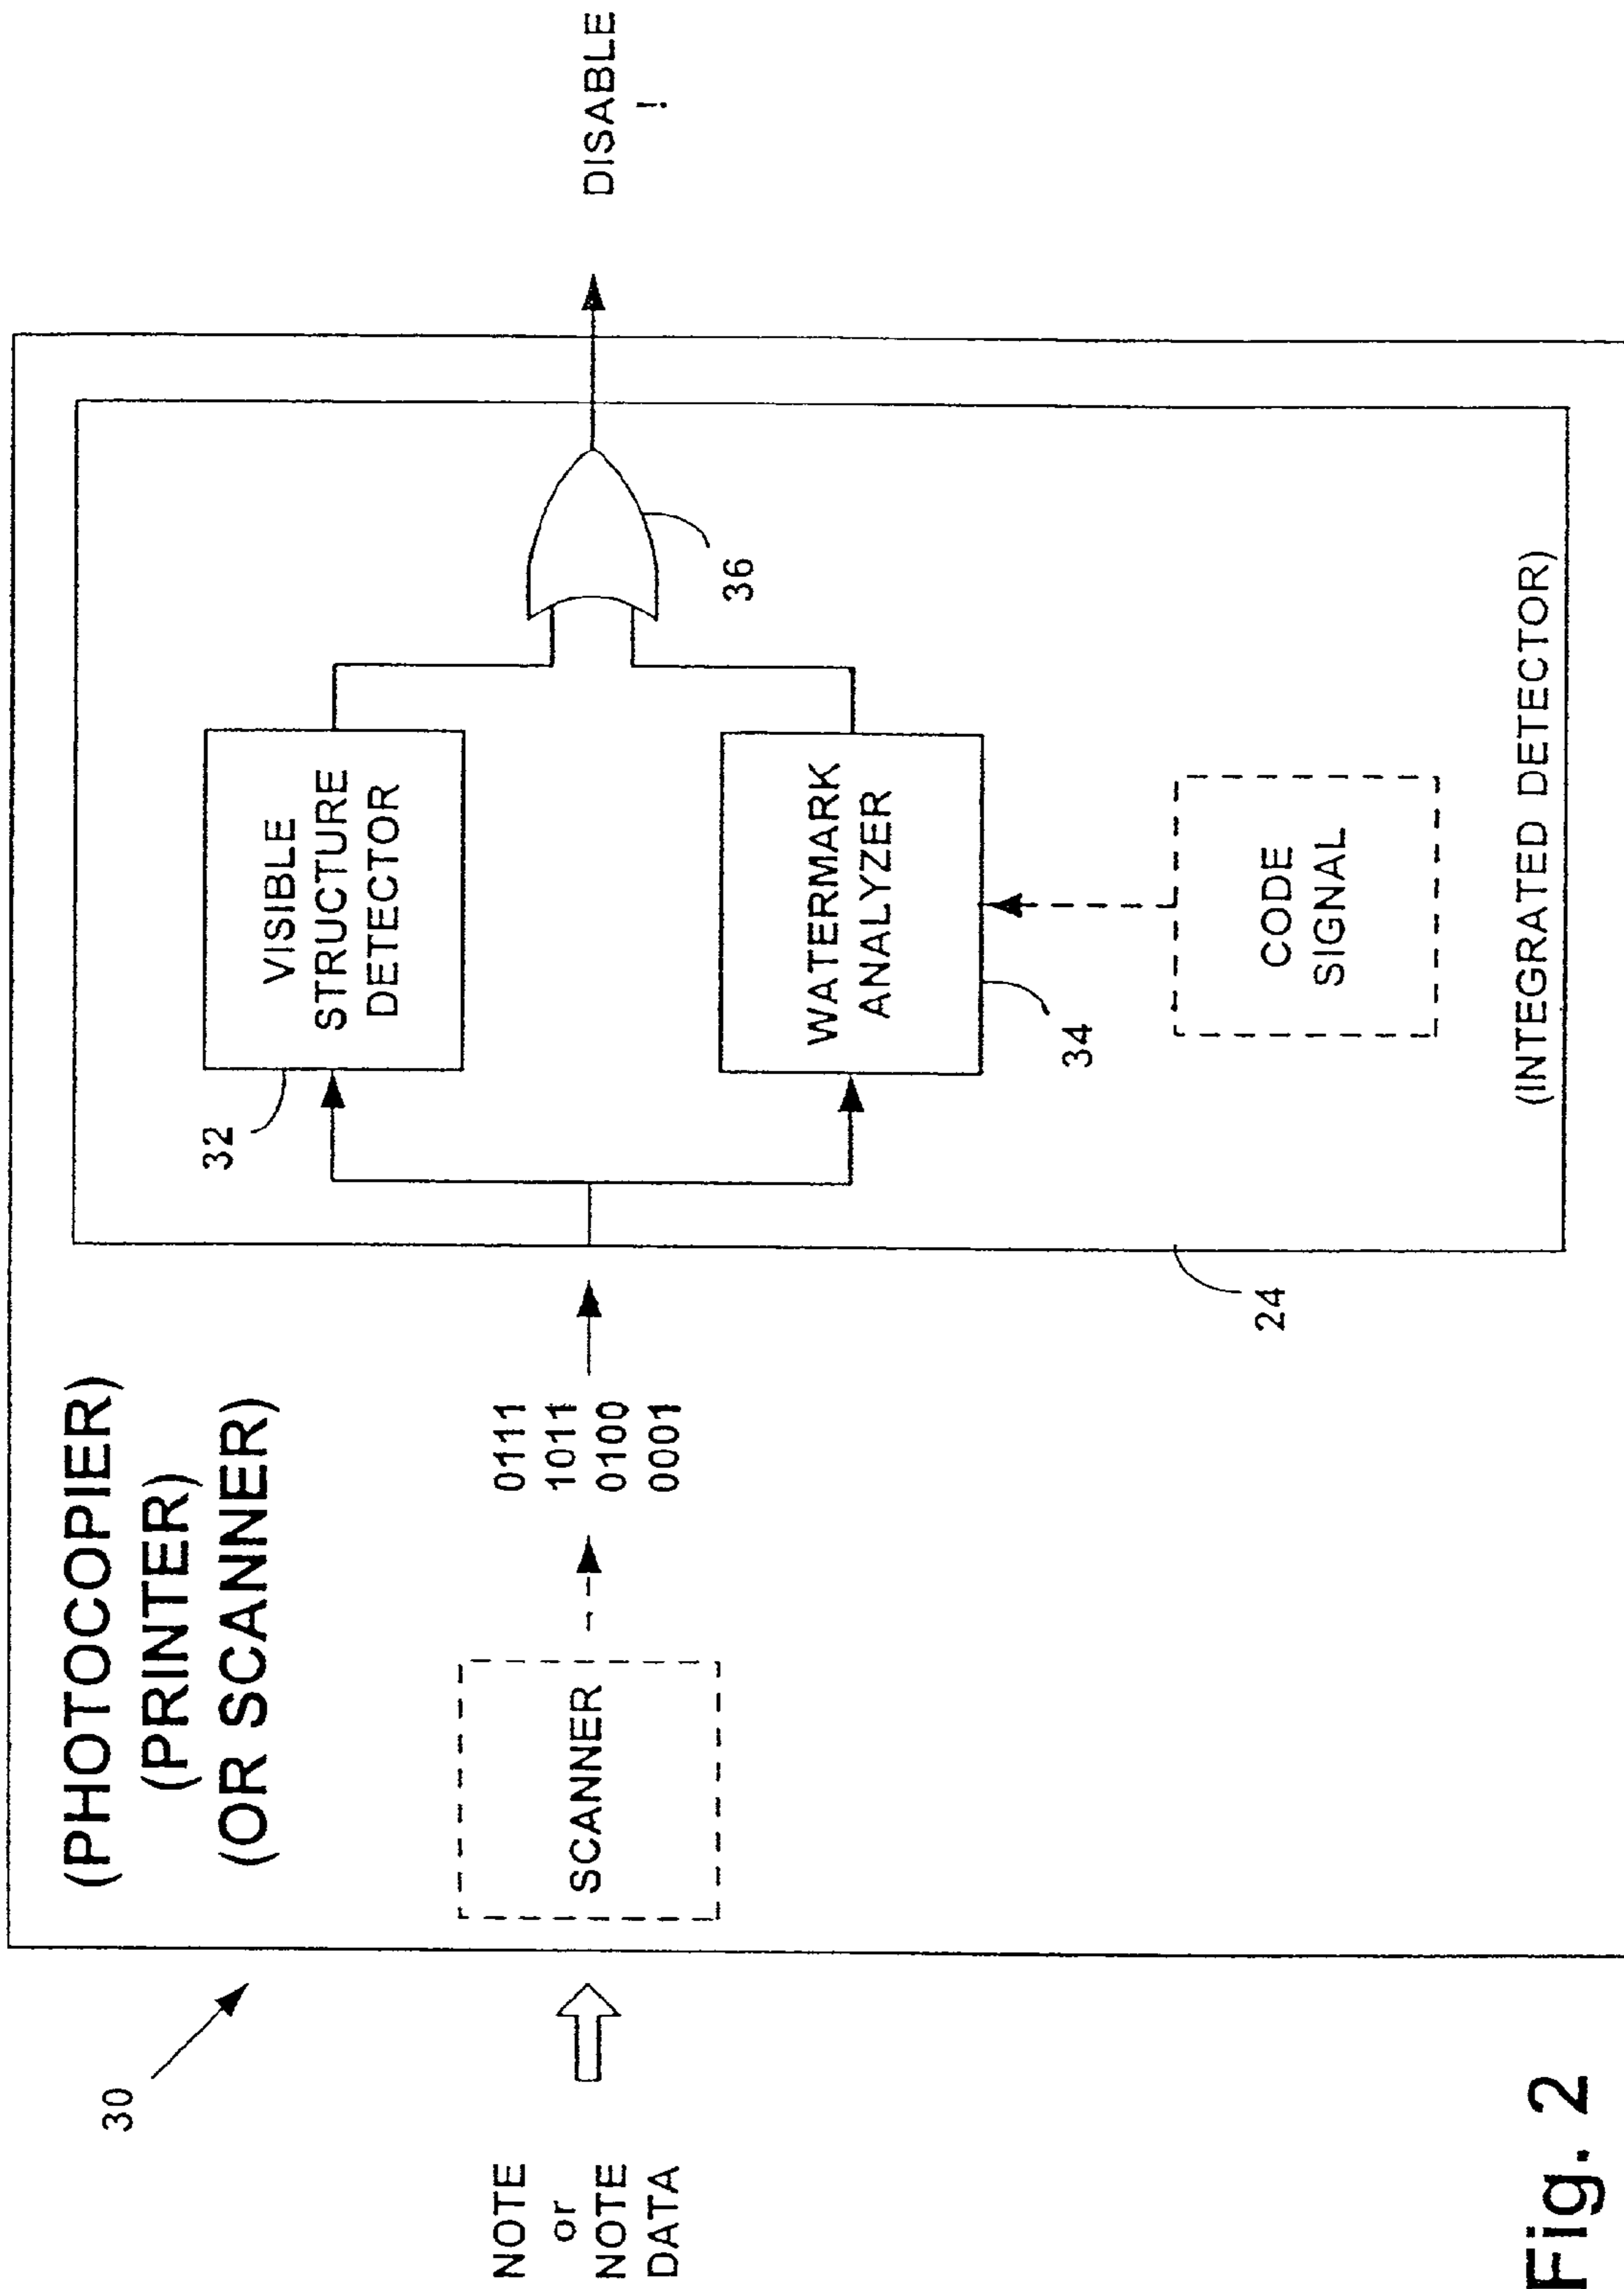 30
(PHOTOCOPIER)
(PRINTER)
(OR SCANNER)
NOTE
or
NOTE
DATA
SCANNER
0111
1011
0100
0001
32
VISIBLE
STRUCTURE
DETECTOR
WATERMARK
ANALYZER
34
36
CODE
SIGNAL
24
(INTEGRATED DETECTOR)
DISABLE
!
Fig. 2